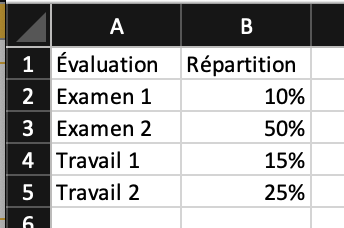 A B
1 Évaluation Répartition
2 Examen 1 10%
3 Examen 2 50%
4 Travail 1 15%
5 Travail 2 25%
6